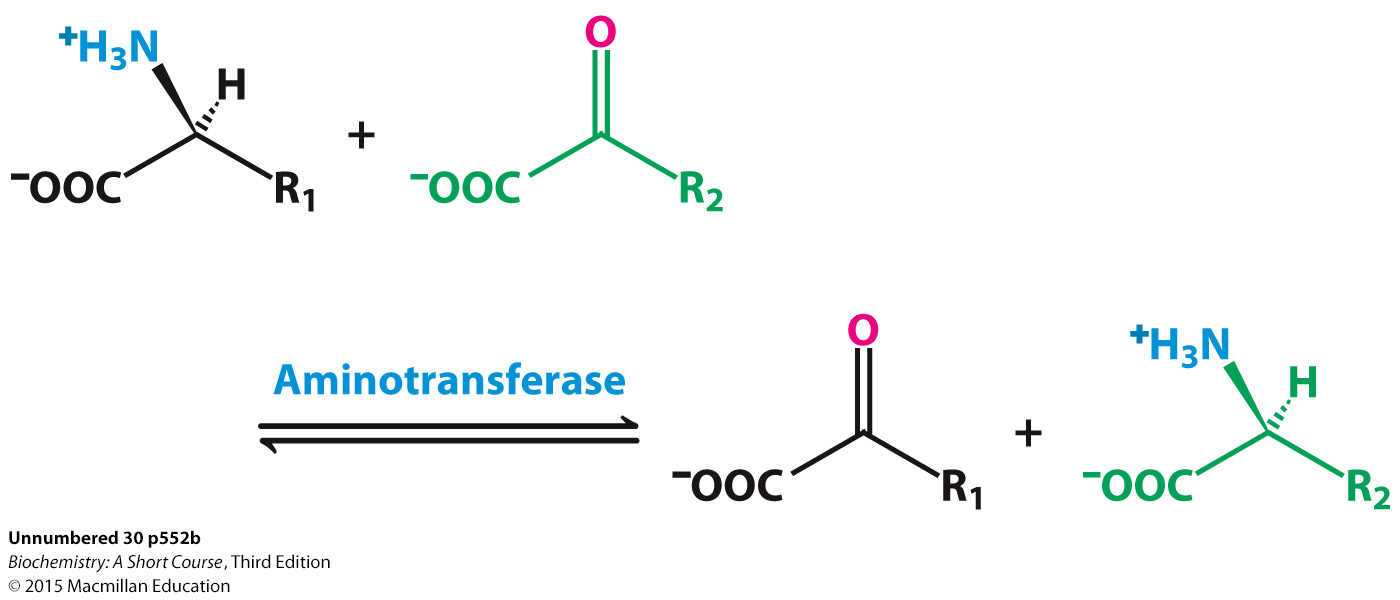 ⁺H₃N H O
+
⁻OOC R₁ ⁻OOC R₂
Aminotransferase
O ⁺H₃N H
+
⁻OOC R₁ ⁻OOC R₂
Unnumbered 30 p552b
Biochemistry: A Short Course, Third Edition
© 2015 Macmillan Education